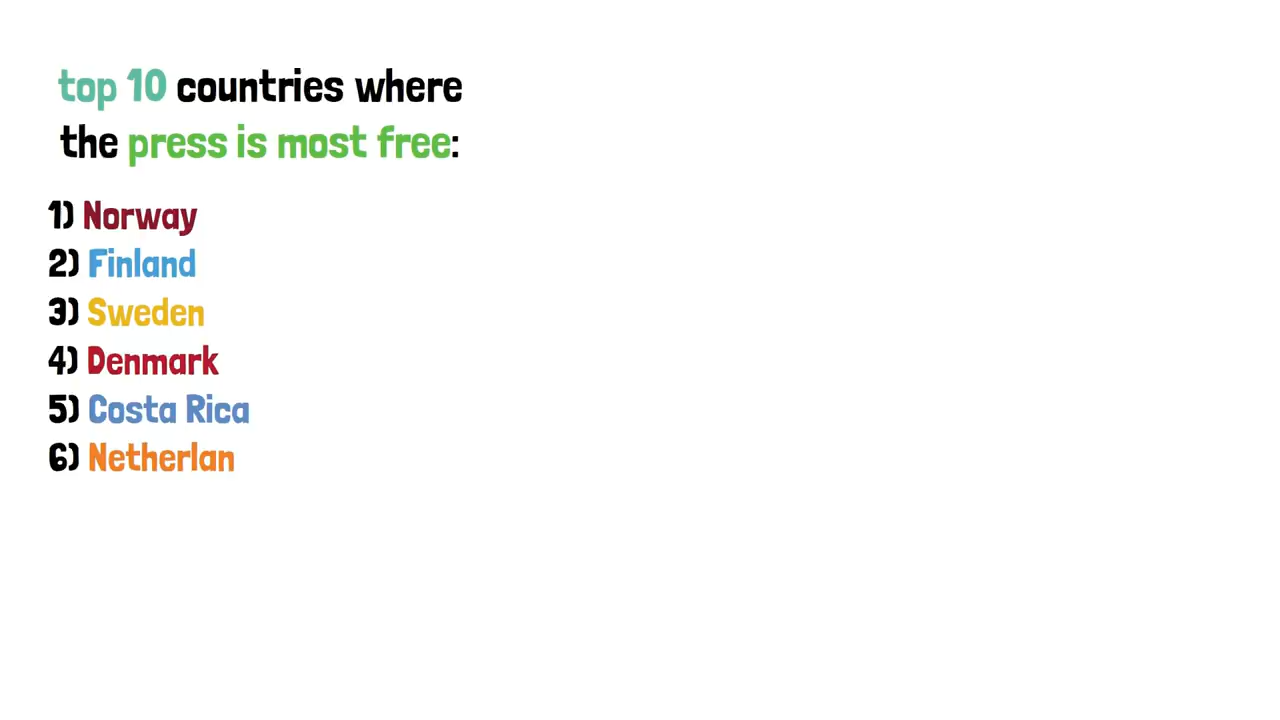 top 10 countries where
the press is most free:
1) Norway
2) Finland
3) Sweden
4) Denmark
5) Costa Rica
6) Netherlan